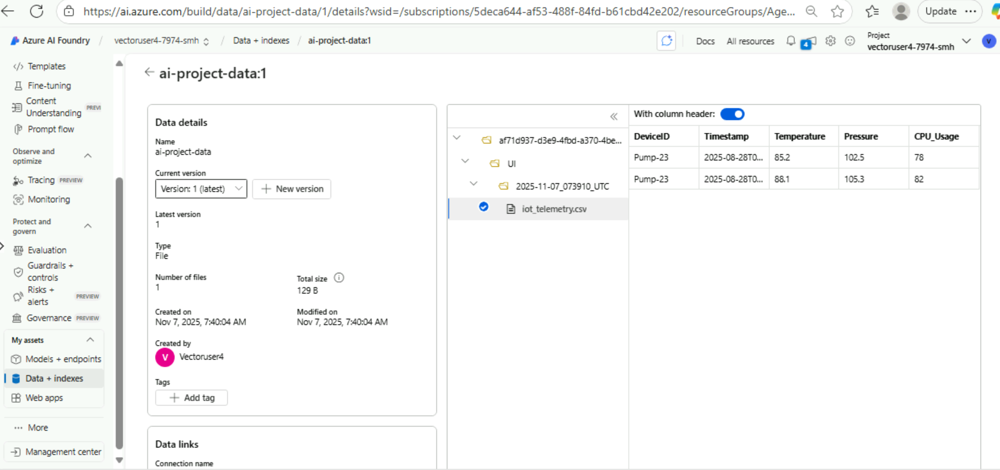 https://ai.azure.com/build/data/ai-project-data/1/details?wsid=/subscriptions/5deca644-af53-488f-84fd-b61cbd42e202/resourceGroups/Age...
Update
Azure AI Foundry / vectoruser4-7974-smh / Data + indexes / ai-project-data:1
4
Docs
All resources
Project
vectoruser4-7974-smh
V
Templates
Fine-tuning
Content Understanding PREVI
Prompt flow
Observe and optimize
Tracing PREVIEW
Monitoring
Protect and govern
Evaluation
Guardrails + controls
Risks + alerts PREVIEW
Governance PREVIEW
My assets
Models + endpoints
Data + indexes
Web apps
... More
Management center
ai-project-data:1
Data details
Name
ai-project-data
Current version
Version: 1 (latest)
+ New version
Latest version
1
Type
File
Number of files
1
Total size
129 B
Created on
Nov 7, 2025, 7:40:04 AM
Modified on
Nov 7, 2025, 7:40:04 AM
Created by
V Vectoruser4
Tags
+ Add tag
Data links
Connection name
af71d937-d3e9-4fbd-a370-4be...
UI
2025-11-07_073910_UTC
iot_telemetry.csv
With column header:
DeviceID Timestamp Temperature Pressure CPU_Usage
Pump-23 2025-08-28T0... 85.2 102.5 78
Pump-23 2025-08-28T0... 88.1 105.3 82